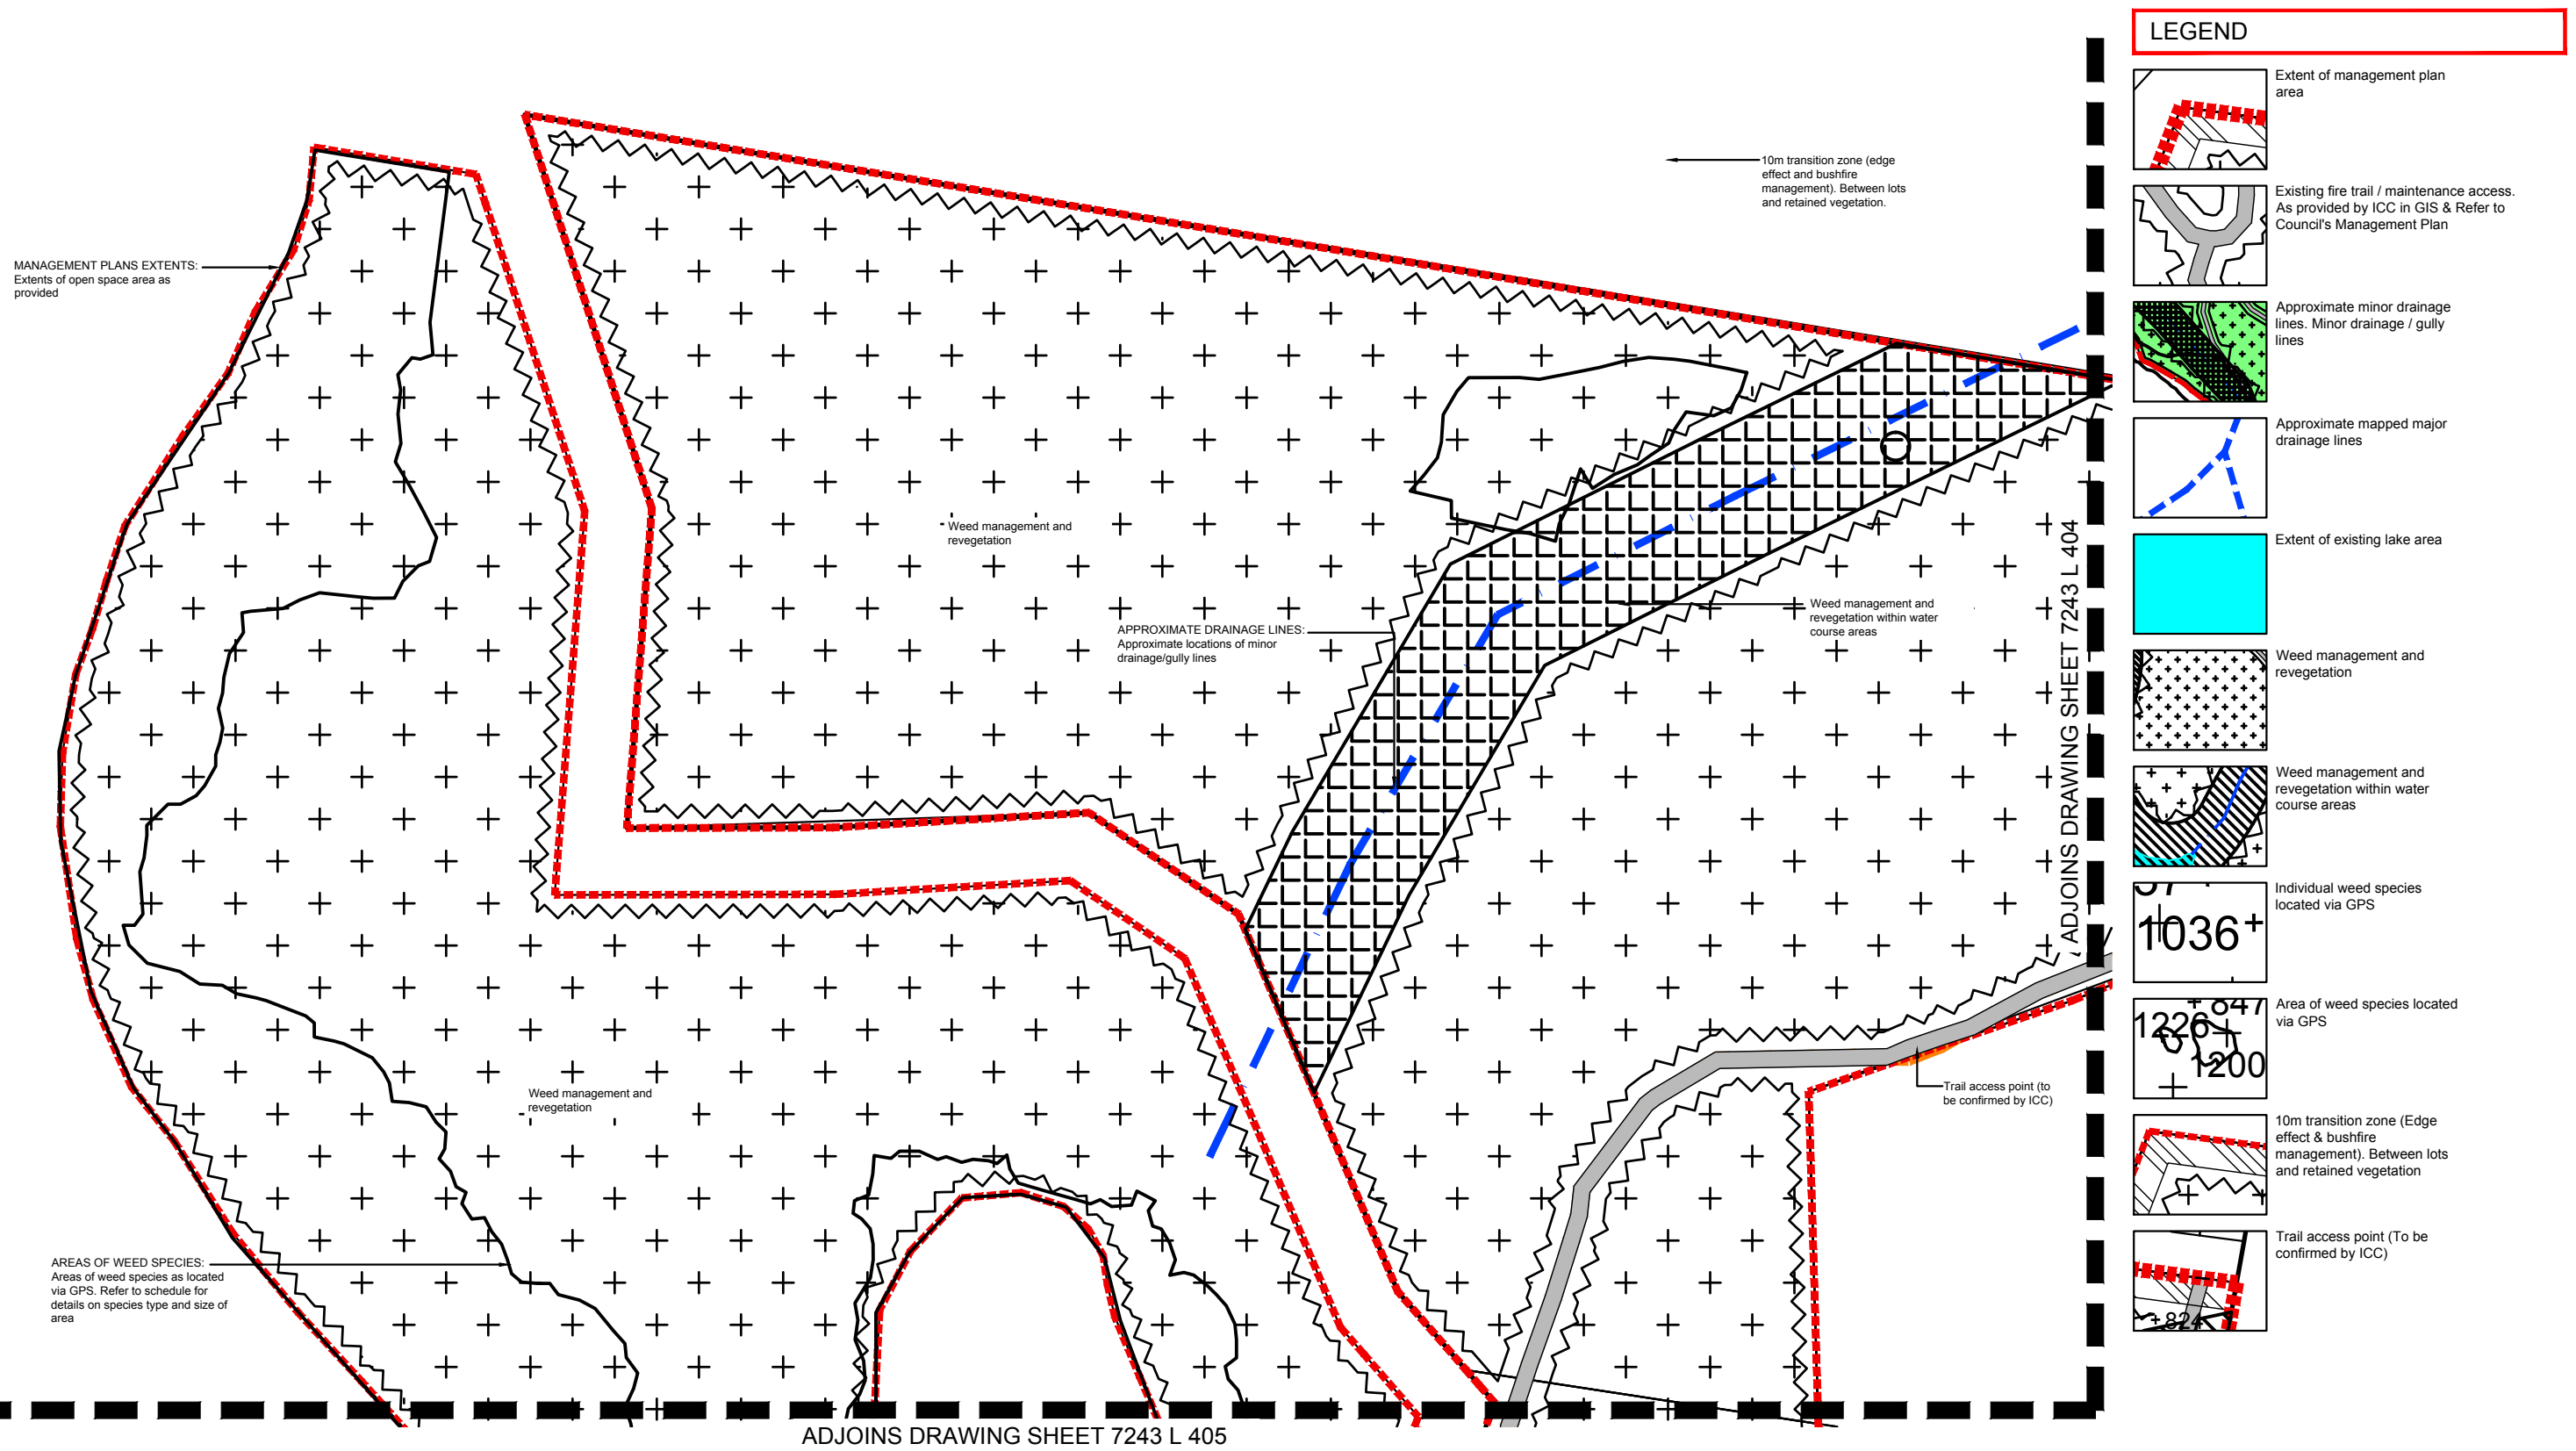 10m transition zone (edge
effect and bushfire
management). Between lots
and retained vegetation.
MANAGEMENT PLANS EXTENTS:
Extents of open space area as
provided
Weed management and
revegetation
APPROXIMATE DRAINAGE LINES:
Approximate locations of minor
drainage/gully lines
Weed management and
revegetation within water
course areas
Weed management and
revegetation
Trail access point (to
be confirmed by ICC)
AREAS OF WEED SPECIES:
Areas of weed species as located
via GPS. Refer to schedule for
details on species type and size of
area
ADJOINS DRAWING SHEET 7243 L 404
ADJOINS DRAWING SHEET 7243 L 405
LEGEND
Extent of management plan
area
Existing fire trail / maintenance access.
As provided by ICC in GIS & Refer to
Council's Management Plan
Approximate minor drainage
lines. Minor drainage / gully
lines
Approximate mapped major
drainage lines
Extent of existing lake area
Weed management and
revegetation
Weed management and
revegetation within water
course areas
1036
Individual weed species
located via GPS
847
1226
1200
Area of weed species located
via GPS
10m transition zone (Edge
effect & bushfire
management). Between lots
and retained vegetation
824
Trail access point (To be
confirmed by ICC)